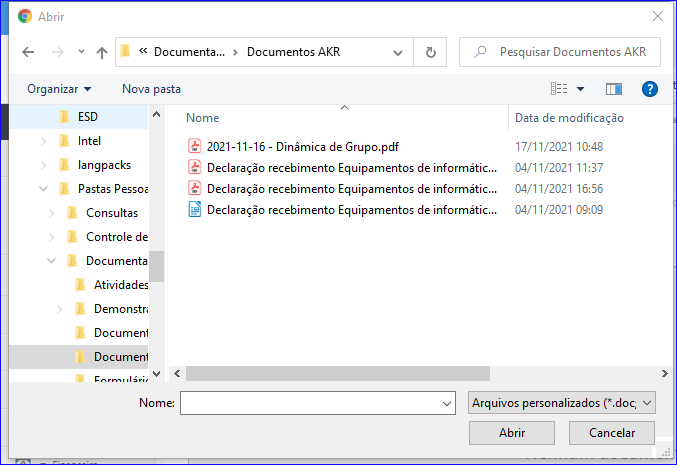 Abrir
« Documenta... > Documentos AKR
Pesquisar Documentos AKR
Organizar
Nova pasta
ESD
Intel
langpacks
Pastas Pessoa
Consultas
Controle de
Documenta
Atividades
Demonstra
Document
Document
Formulário
Nome
Data de modificação
2021-11-16 - Dinâmica de Grupo.pdf
17/11/2021 10:48
Declaração recebimento Equipamentos de informátic...
04/11/2021 11:37
Declaração recebimento Equipamentos de informátic...
04/11/2021 16:56
Declaração recebimento Equipamentos de informátic...
04/11/2021 09:09
Nome:
Arquivos personalizados (*.doc;
Abrir
Cancelar